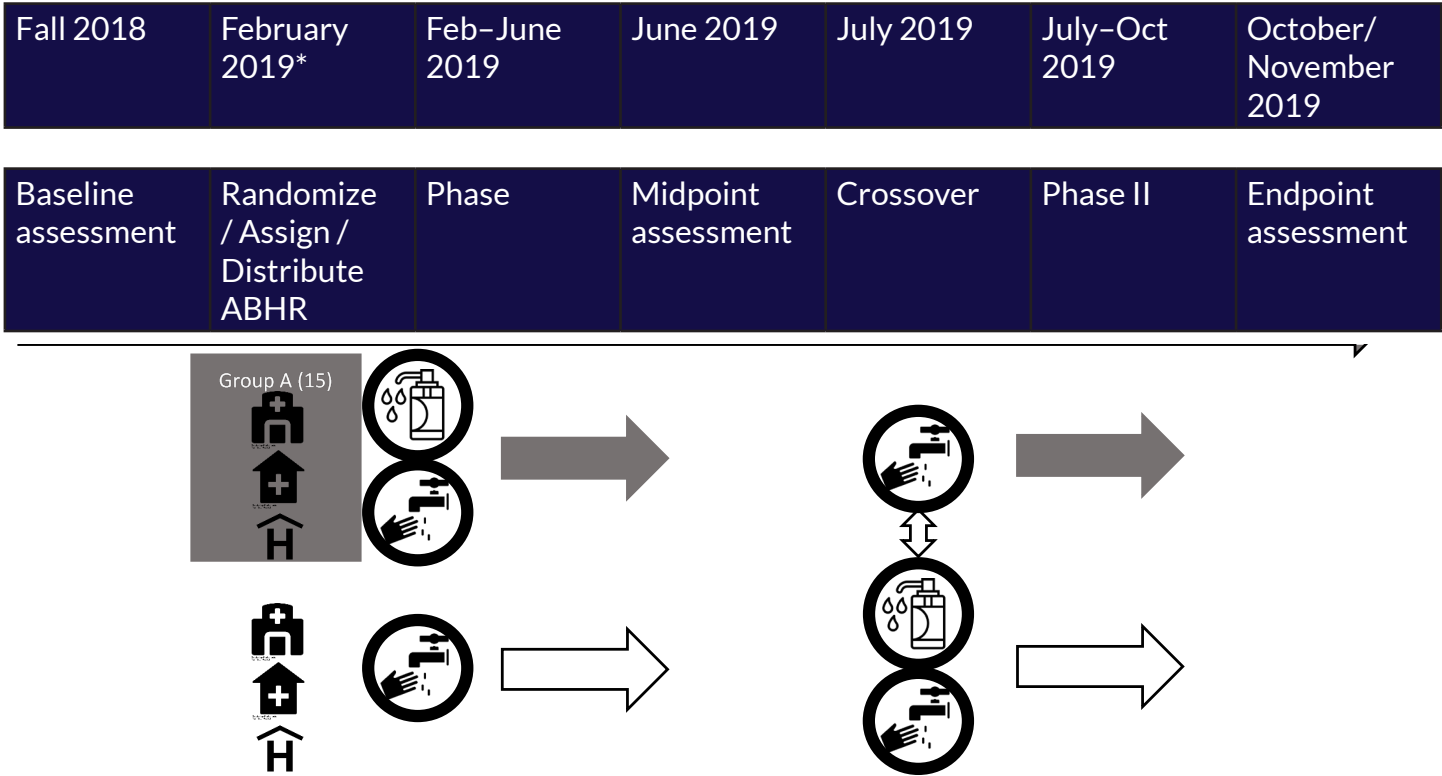 Fall 2018
February
2019*
Feb–June
2019
June 2019
July 2019
July–Oct
2019
October/
November
2019
Baseline
assessment
Randomize
/ Assign /
Distribute
ABHR
Phase
Midpoint
assessment
Crossover
Phase II
Endpoint
assessment
Group A (15)
H
H